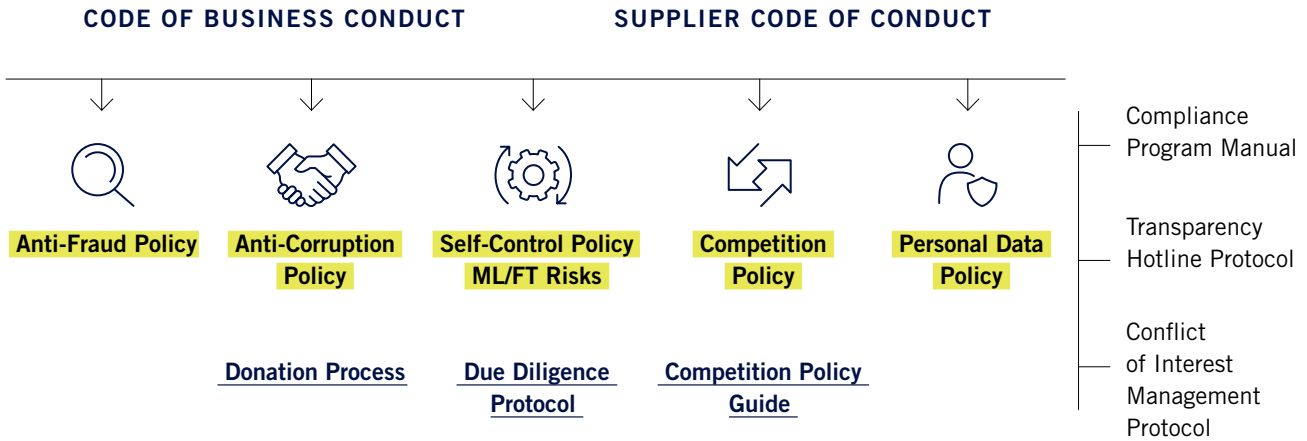 CODE OF BUSINESS CONDUCT
SUPPLIER CODE OF CONDUCT
Anti-Fraud Policy
Anti-Corruption
Policy
Self-Control Policy
ML/FT Risks
Competition
Policy
Personal Data
Policy
Donation Process
Due Diligence
Protocol
Competition Policy
Guide
Compliance
Program Manual
Transparency
Hotline Protocol
Conflict
of Interest
Management
Protocol